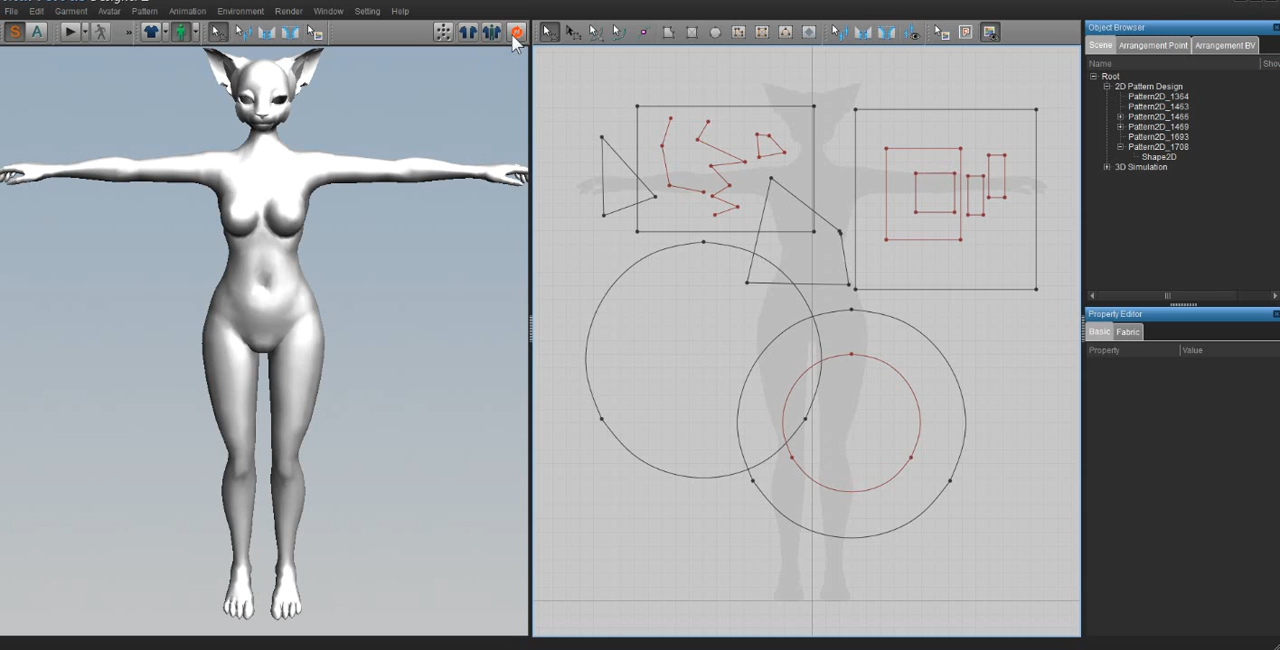 File Edit Garment Avatar Pattern Animation Environment Render Window Setting Help
S A
Object Browser
Scene Arrangement Point Arrangement BV
Name Show
Root
2D Pattern Design
Pattern2D_1364
Pattern2D_1463
Pattern2D_1466
Pattern2D_1469
Pattern2D_1693
Pattern2D_1708
Shape2D
3D Simulation
Property Editor
Basic Fabric
Property Value